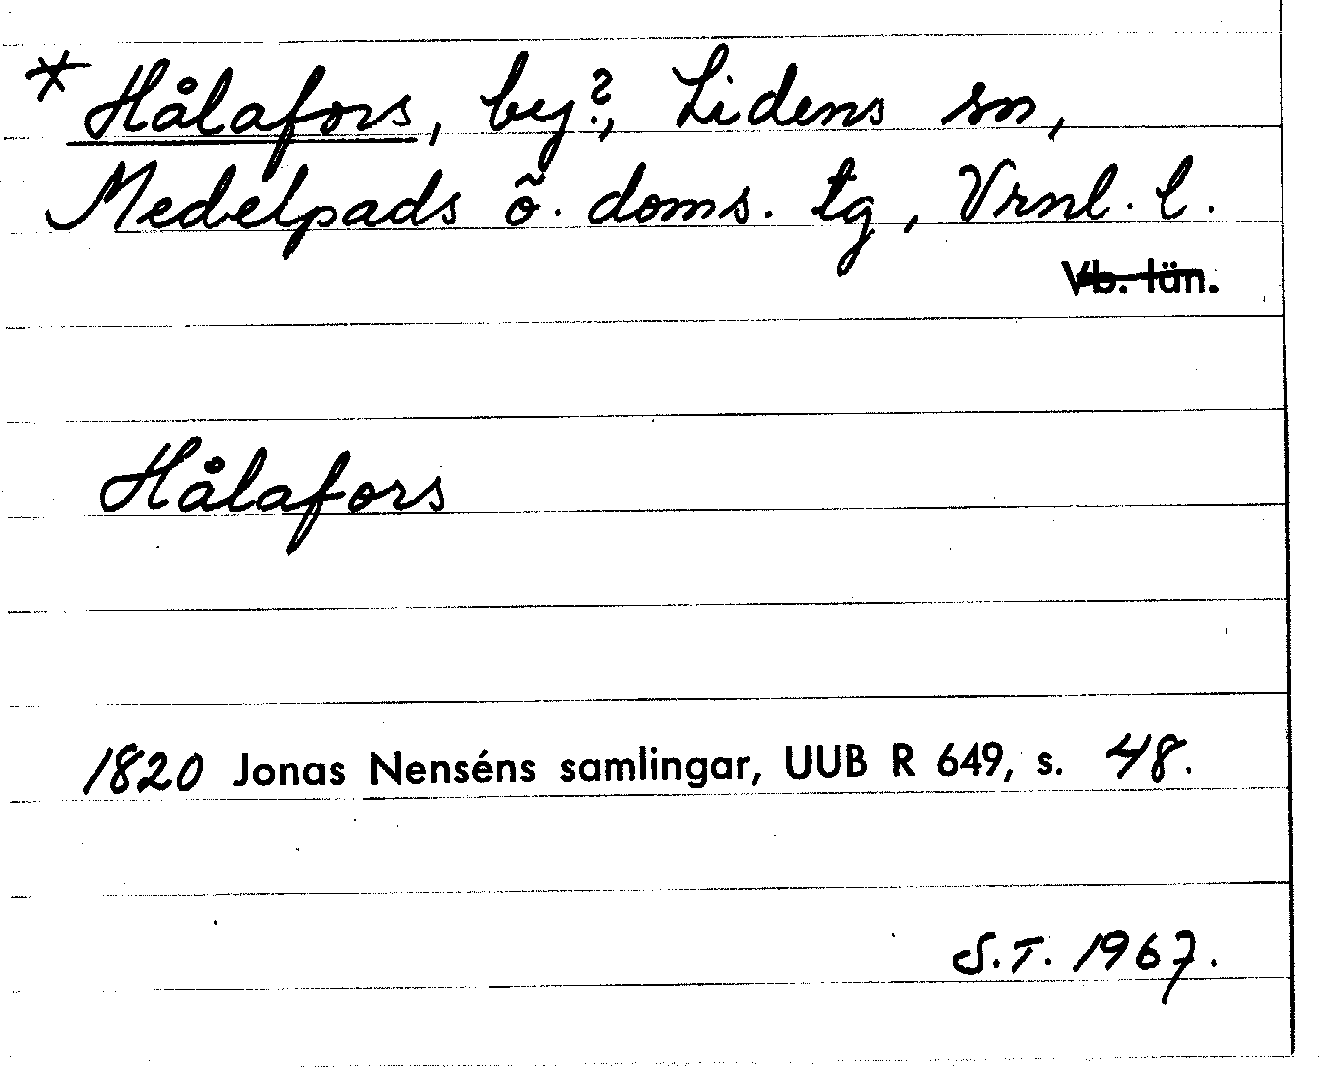 * Hålafors, by?, Lidens sn,
Medelpads ö. doms. tg, Vrnl. l.
Vb. län.
Hålafors
1820 Jonas Nenséns samlingar, UUB R 649, s. 48.
S.T. 1967.